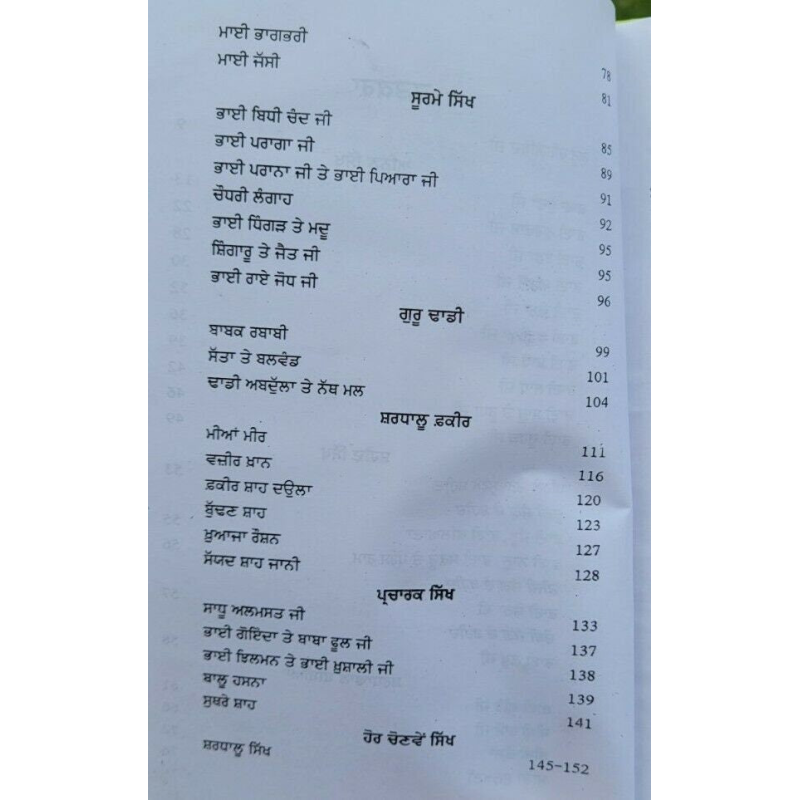 ਮਾਈ ਭਾਗਭਰੀ 78
ਮਾਈ ਜੱਸੀ 81
ਸੂਰਮੇ ਸਿੱਖ
ਭਾਈ ਬਿਧੀ ਚੰਦ ਜੀ 85
ਭਾਈ ਪਰਾਗਾ ਜੀ 89
ਭਾਈ ਪਰਾਨਾ ਜੀ ਤੇ ਭਾਈ ਪਿਆਰਾ ਜੀ 91
ਚੌਧਰੀ ਲੰਗਾਹ 92
ਭਾਈ ਧਿੰਗੜ ਤੇ ਮਦੂ 95
ਸ਼ਿੰਗਾਰੂ ਤੇ ਜੈਤ ਜੀ 95
ਭਾਈ ਰਾਏ ਜੋਧ ਜੀ 96
ਗੁਰੂ ਢਾਡੀ
ਬਾਬਕ ਰਬਾਬੀ 99
ਸੱਤਾ ਤੇ ਬਲਵੰਡ 101
ਢਾਡੀ ਅਬਦੁੱਲਾ ਤੇ ਨੱਥ ਮਲ 104
ਸ਼ਰਧਾਲੂ ਫ਼ਕੀਰ
ਮੀਆਂ ਮੀਰ 111
ਵਜ਼ੀਰ ਖ਼ਾਨ 116
ਫ਼ਕੀਰ ਸ਼ਾਹ ਦਉਲਾ 120
ਬੁੱਢਣ ਸ਼ਾਹ 123
ਖ਼ੁਆਜਾ ਰੌਸ਼ਨ 127
ਸੱਯਦ ਸ਼ਾਹ ਜਾਨੀ 128
ਪ੍ਰਚਾਰਕ ਸਿੱਖ
ਸਾਧੂ ਅਲਮਸਤ ਜੀ 133
ਭਾਈ ਗੋਇੰਦਾ ਤੇ ਬਾਬਾ ਫੂਲ ਜੀ 137
ਭਾਈ ਝਿਲਮਨ ਤੇ ਭਾਈ ਖ਼ੁਸ਼ਾਲੀ ਜੀ 138
ਬਾਲੂ ਹਸਨਾ 139
ਸੁਥਰੇ ਸ਼ਾਹ 141
ਹੋਰ ਚੋਣਵੇਂ ਸਿੱਖ
ਸ਼ਰਧਾਲੂ ਸਿੱਖ 145-152